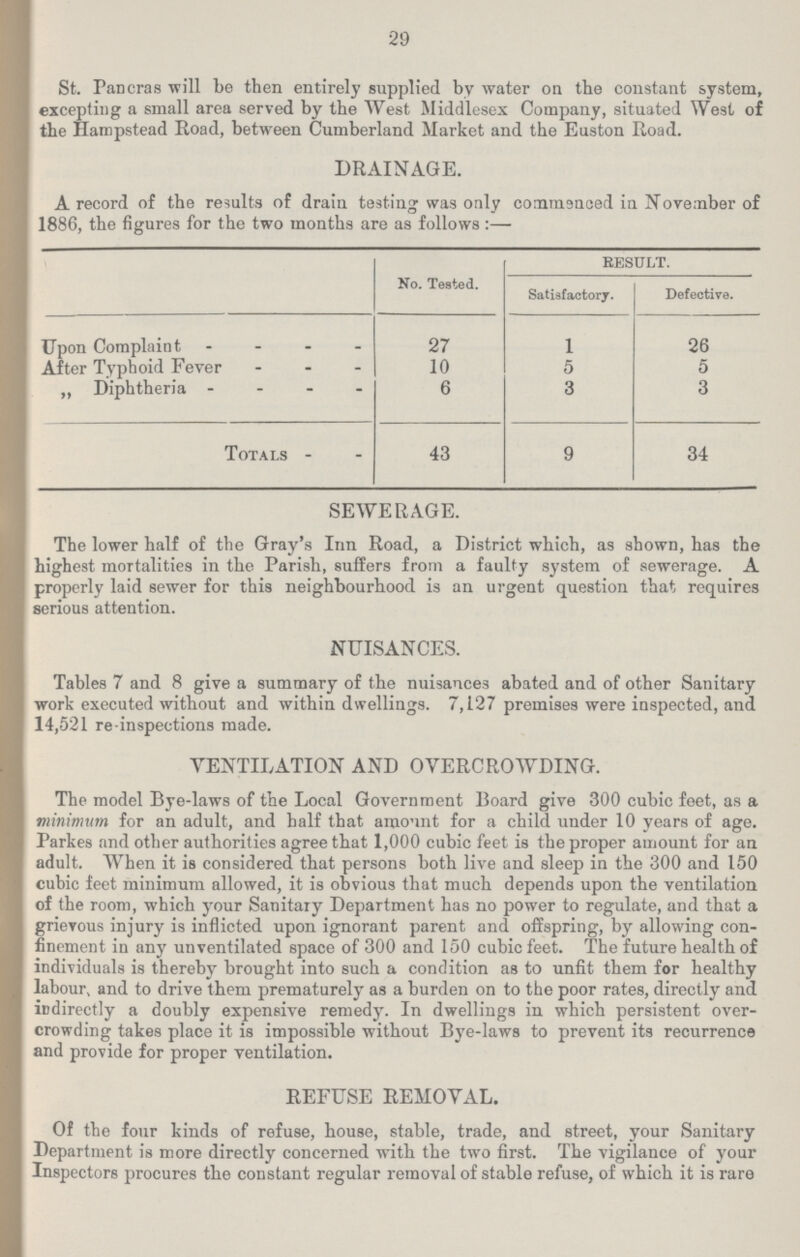 29
St. Pancras will be then entirely supplied by water on the constant system,
excepting a small area served by the West Middlesex Company, situated West of
the Hampstead Road, between Cumberland Market and the Euston Road.
DRAINAGE.
A record of the results of drain testing was only commenced in November of
1886, the figures for the two months are as follows :—
No. Tested. RESULT.
Satisfactory. Defective.
Upon Complaint - - - - 27 1 26
After Typhoid Fever - - - 10 5 5
„ Diphtheria - - - - 6 3 3
Totals - - 43 9 34
SEWERAGE.
The lower half of the Gray's Inn Road, a District which, as shown, has the
highest mortalities in the Parish, suffers from a faulty system of sewerage. A
properly laid sewer for this neighbourhood is an urgent question that requires
serious attention.
NUISANCES.
Tables 7 and 8 give a summary of the nuisances abated and of other Sanitary
work executed without and within dwellings. 7,127 premises were inspected, and
14,521 re-inspections made.
VENTILATION AND OVERCROWDING.
The model Bye-laws of the Local Government Board give 300 cubic feet, as a
minimum for an adult, and half that amount for a child under 10 years of age.
Parkes and other authorities agree that 1,000 cubic feet is the proper amount for an
adult. When it is considered that persons both live and sleep in the 300 and 150
cubic feet minimum allowed, it is obvious that much depends upon the ventilation
of the room, which your Sanitary Department has no power to regulate, and that a
grievous injury is inflicted upon ignorant parent and offspring, by allowing con-
finement in any unventilated space of 300 and 150 cubic feet. The future health of
individuals is thereby brought into such a condition as to unfit them for healthy
labour, and to drive them prematurely as a burden on to the poor rates, directly and
indirectly a doubly expensive remedy. In dwellings in which persistent over-
crowding takes place it is impossible without Bye-laws to prevent its recurrence
and provide for proper ventilation.
REFUSE REMOVAL.
Of the four kinds of refuse, house, stable, trade, and street, your Sanitary
Department is more directly concerned with the two first. The vigilance of your
Inspectors procures the constant regular removal of stable refuse, of which it is rare